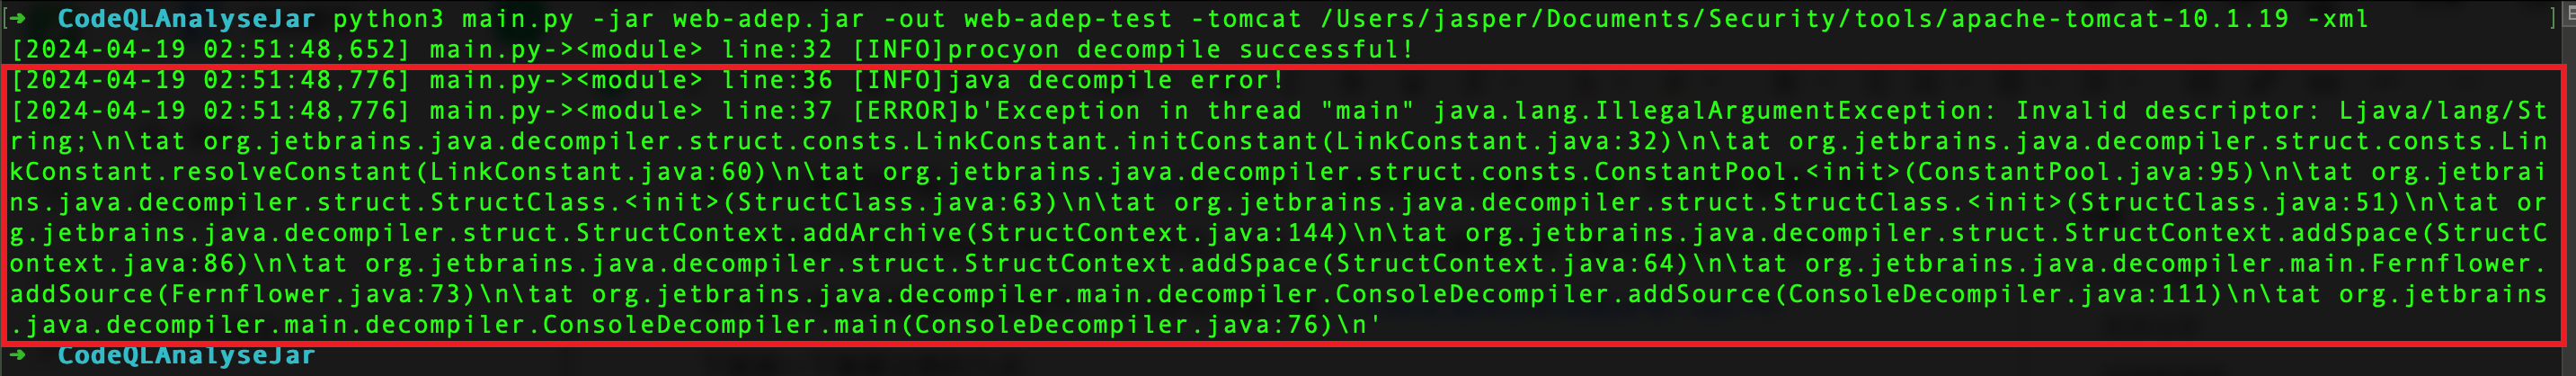 [➜  CodeQLAnalyseJar python3 main.py -jar web-adep.jar -out web-adep-test -tomcat /Users/jasper/Documents/Security/tools/apache-tomcat-10.1.19 -xml ]
[2024-04-19 02:51:48,652] main.py-><module> line:32 [INFO]procyon decompile successful!
[2024-04-19 02:51:48,776] main.py-><module> line:36 [INFO]java decompile error!
[2024-04-19 02:51:48,776] main.py-><module> line:37 [ERROR]b'Exception in thread "main" java.lang.IllegalArgumentException: Invalid descriptor: Ljava/lang/St
ring;\n\tat org.jetbrains.java.decompiler.struct.consts.LinkConstant.initConstant(LinkConstant.java:32)\n\tat org.jetbrains.java.decompiler.struct.consts.Lin
kConstant.resolveConstant(LinkConstant.java:60)\n\tat org.jetbrains.java.decompiler.struct.consts.ConstantPool.<init>(ConstantPool.java:95)\n\tat org.jetbrai
ns.java.decompiler.struct.StructClass.<init>(StructClass.java:63)\n\tat org.jetbrains.java.decompiler.struct.StructClass.<init>(StructClass.java:51)\n\tat or
g.jetbrains.java.decompiler.struct.StructContext.addArchive(StructContext.java:144)\n\tat org.jetbrains.java.decompiler.struct.StructContext.addSpace(StructC
ontext.java:86)\n\tat org.jetbrains.java.decompiler.struct.StructContext.addSpace(StructContext.java:64)\n\tat org.jetbrains.java.decompiler.main.Fernflower.
addSource(Fernflower.java:73)\n\tat org.jetbrains.java.decompiler.main.decompiler.ConsoleDecompiler.addSource(ConsoleDecompiler.java:111)\n\tat org.jetbrains
.java.decompiler.main.decompiler.ConsoleDecompiler.main(ConsoleDecompiler.java:76)\n'
➜  CodeQLAnalyseJar